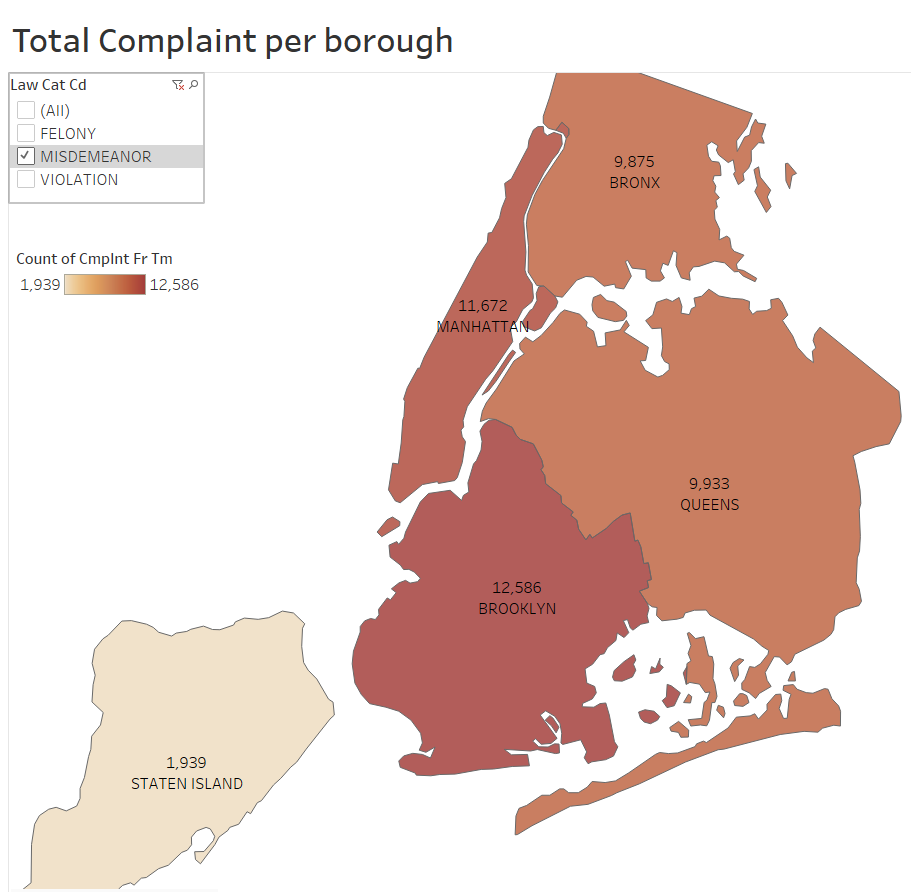 Total Complaint per borough
Law Cat Cd
(All)
FELONY
MISDEMEANOR
VIOLATION
Count of Cmplnt Fr Tm
1,939 12,586
9,875
BRONX
11,672
MANHATTAN
9,933
QUEENS
12,586
BROOKLYN
1,939
STATEN ISLAND